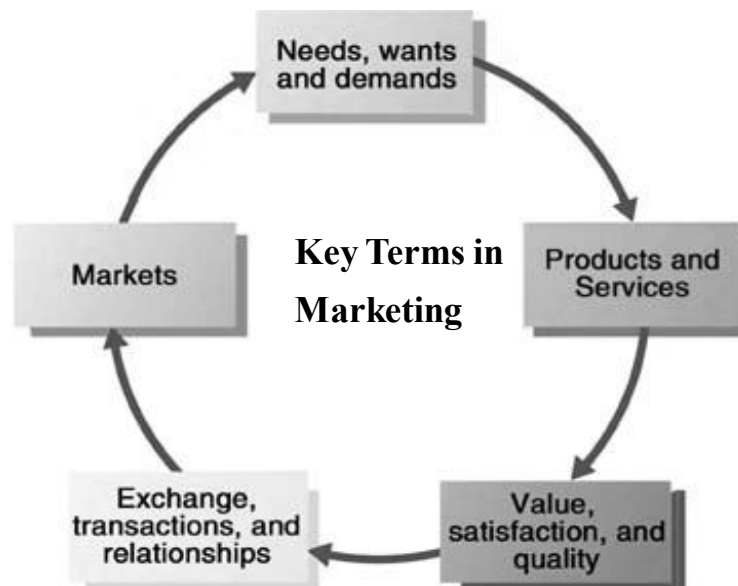 Needs, wants
and demands
Key Terms in
Marketing
Products and
Services
Value,
satisfaction, and
quality
Exchange,
transactions, and
relationships
Markets